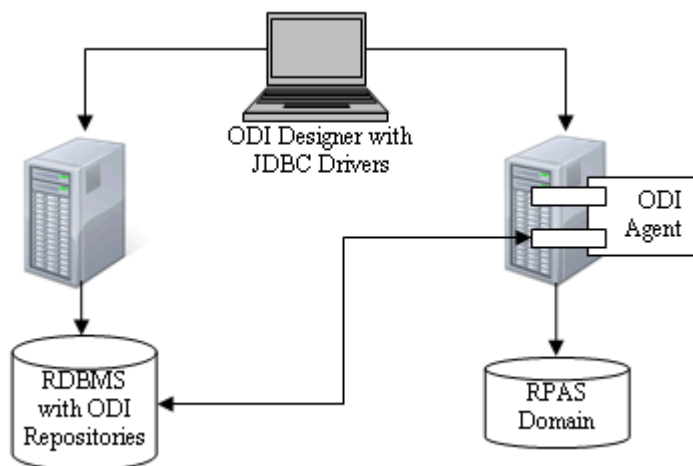 ODI Designer with
JDBC Drivers
ODI
Agent
RDBMS
with ODI
Repositories
RPAS
Domain